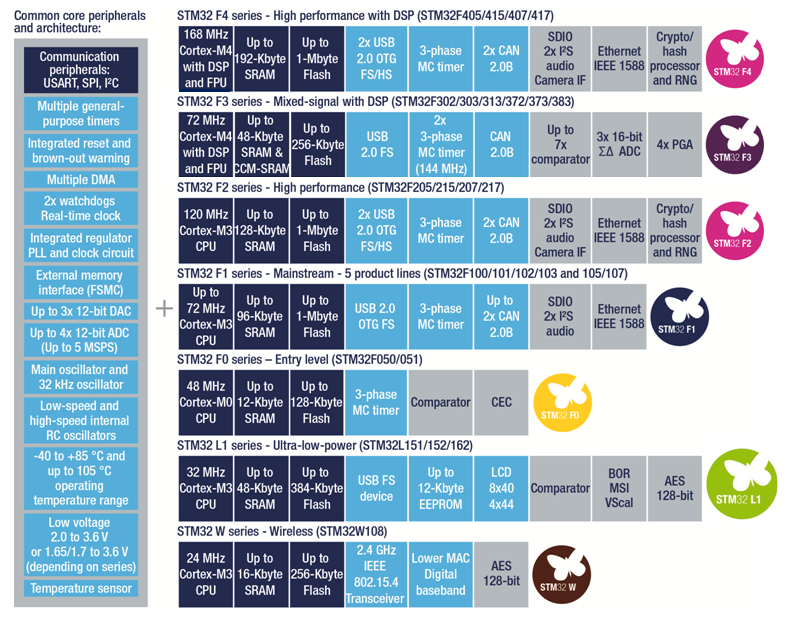 Common core peripherals
and architecture:
Communication
peripherals:
USART, SPI, I²C
Multiple general-
purpose timers
Integrated reset and
brown-out warning
Multiple DMA
2x watchdogs
Real-time clock
Integrated regulator
PLL and clock circuit
External memory
interface (FSMC)
Up to 3x 12-bit DAC
Up to 4x 12-bit ADC
(Up to 5 MSPS)
Main oscillator and
32 kHz oscillator
Low-speed and
high-speed internal
RC oscillators
-40 to +85 °C and
up to 105 °C
operating
temperature range
Low voltage
2.0 to 3.6 V
or 1.65/1.7 to 3.6 V
(depending on series)
Temperature sensor
+
STM32 F4 series - High performance with DSP (STM32F405/415/407/417)
168 MHz
Cortex-M4
with DSP
and FPU
Up to
192-Kbyte
SRAM
Up to
1-Mbyte
Flash
2x USB
2.0 OTG
FS/HS
3-phase
MC timer
2x CAN
2.0B
SDIO
2x I²S
audio
Camera IF
Ethernet
IEEE 1588
Crypto/
hash
processor
and RNG
STM32 F4
STM32 F3 series - Mixed-signal with DSP (STM32F302/303/313/372/373/383)
72 MHz
Cortex-M4
with DSP
and FPU
Up to
48-Kbyte
SRAM &
CCM-SRAM
Up to
256-Kbyte
Flash
USB
2.0 FS
2x
3-phase
MC timer
(144 MHz)
CAN
2.0B
Up to
7x
comparator
3x 16-bit
ΣΔ ADC
4x PGA
STM32 F3
STM32 F2 series - High performance (STM32F205/215/207/217)
120 MHz
Cortex-M3
CPU
Up to
128-Kbyte
SRAM
Up to
1-Mbyte
Flash
2x USB
2.0 OTG
FS/HS
3-phase
MC timer
2x CAN
2.0B
SDIO
2x I²S
audio
Camera IF
Ethernet
IEEE 1588
Crypto/
hash
processor
and RNG
STM32 F2
STM32 F1 series - Mainstream - 5 product lines (STM32F100/101/102/103 and 105/107)
Up to
72 MHz
Cortex-M3
CPU
Up to
96-Kbyte
SRAM
Up to
1-Mbyte
Flash
USB 2.0
OTG FS
3-phase
MC timer
Up to
2x CAN
2.0B
SDIO
2x I²S
audio
Ethernet
IEEE 1588
STM32 F1
STM32 F0 series – Entry level (STM32F050/051)
48 MHz
Cortex-M0
CPU
Up to
12-Kbyte
SRAM
Up to
128-Kbyte
Flash
3-phase
MC timer
Comparator
CEC
STM32 F0
STM32 L1 series - Ultra-low-power (STM32L151/152/162)
32 MHz
Cortex-M3
CPU
Up to
48-Kbyte
SRAM
Up to
384-Kbyte
Flash
USB FS
device
Up to
12-Kbyte
EEPROM
LCD
8x40
4x44
Comparator
BOR
MSI
VScal
AES
128-bit
STM32 L1
STM32 W series - Wireless (STM32W108)
24 MHz
Cortex-M3
CPU
Up to
16-Kbyte
SRAM
Up to
256-Kbyte
Flash
2.4 GHz
IEEE
802.15.4
Transceiver
Lower MAC
Digital
baseband
AES
128-bit
STM32 W